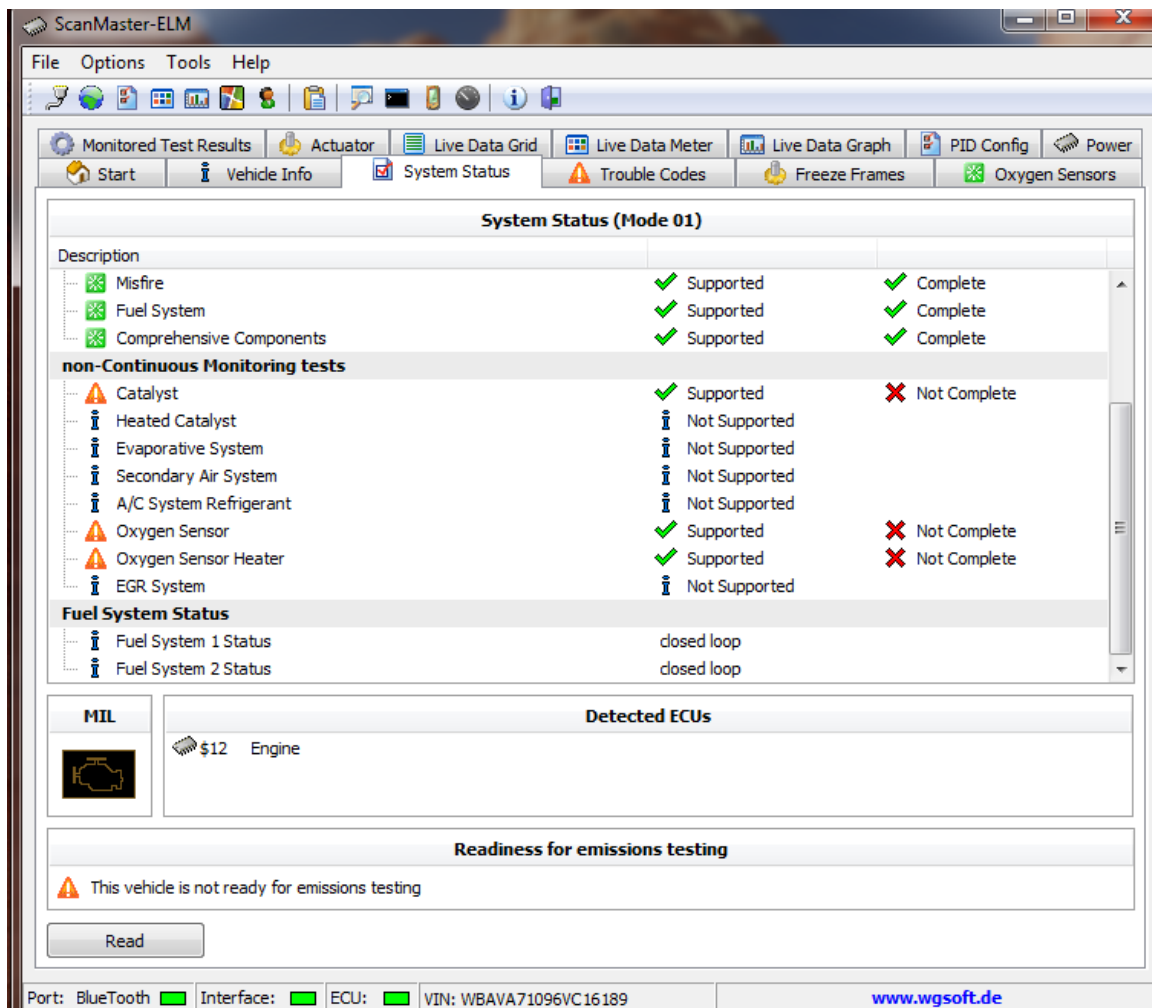 ScanMaster-ELM
File Options Tools Help
Monitored Test Results Actuator Live Data Grid Live Data Meter Live Data Graph PID Config Power
Start Vehicle Info System Status Trouble Codes Freeze Frames Oxygen Sensors
System Status (Mode 01)
Description
Misfire Supported Complete
Fuel System Supported Complete
Comprehensive Components Supported Complete
non-Continuous Monitoring tests
Catalyst Supported Not Complete
Heated Catalyst Not Supported
Evaporative System Not Supported
Secondary Air System Not Supported
A/C System Refrigerant Not Supported
Oxygen Sensor Supported Not Complete
Oxygen Sensor Heater Supported Not Complete
EGR System Not Supported
Fuel System Status
Fuel System 1 Status closed loop
Fuel System 2 Status closed loop
MIL Detected ECUs
$12 Engine
Readiness for emissions testing
This vehicle is not ready for emissions testing
Read
Port: BlueTooth Interface: ECU: VIN: WBAVA71096VC16189 www.wgsoft.de